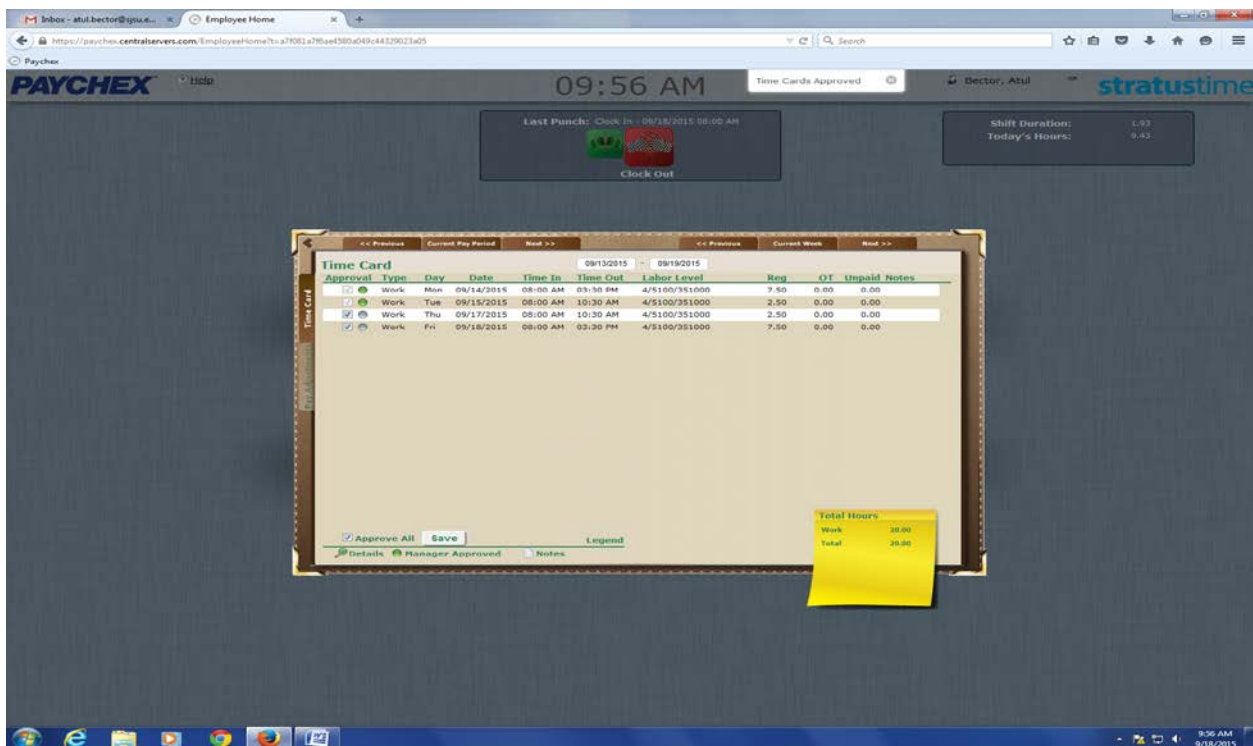 Inbox - atul.bector@sjsu.e... × Employee Home × +
https://paychex.centralservers.com/EmployeeHome?t= Search
Paychex
PAYCHEX Help 09:56 AM Time Cards Approved Bector, Atul stratustime
Last Punch: Clock In - 09/18/2015 08:00 AM
Clock Out
Shift Duration: 1.93
Today's Hours: 9.43
<< Previous Current Pay Period Next >> << Previous Current Week Next >>
Time Card 09/13/2015 - 09/19/2015
Approval Type Day Date Time In Time Out Labor Level Reg OT Unpaid Notes
Work Mon 09/14/2015 08:00 AM 03:30 PM 4/5100/351000 7.50 0.00 0.00
Work Tue 09/15/2015 08:00 AM 10:30 AM 4/5100/351000 2.50 0.00 0.00
Work Thu 09/17/2015 08:00 AM 10:30 AM 4/5100/351000 2.50 0.00 0.00
Work Fri 09/18/2015 08:00 AM 03:30 PM 4/5100/351000 7.50 0.00 0.00
Time Card
Pay Adjustments
Total Hours
Work 20.00
Total 20.00
Approve All Save Legend
Details Manager Approved Notes
9:56 AM
9/18/2015